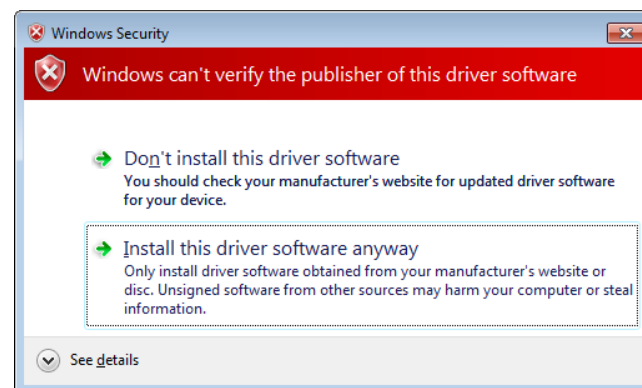 Windows Security
Windows can't verify the publisher of this driver software
Don't install this driver software
You should check your manufacturer's website for updated driver software
for your device.
Install this driver software anyway
Only install driver software obtained from your manufacturer's website or
disc. Unsigned software from other sources may harm your computer or steal
information.
See details